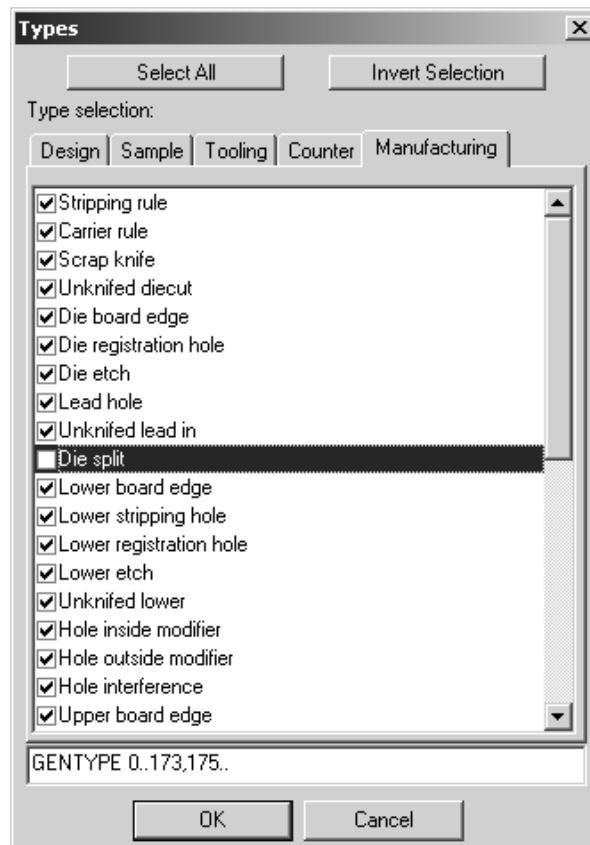 Types
Select All Invert Selection
Type selection:
Design Sample Tooling Counter Manufacturing
Stripping rule
Carrier rule
Scrap knife
Unknifed diecut
Die board edge
Die registration hole
Die etch
Lead hole
Unknifed lead in
Die split
Lower board edge
Lower stripping hole
Lower registration hole
Lower etch
Unknifed lower
Hole inside modifier
Hole outside modifier
Hole interference
Upper board edge
GENTYPE 0..173,175..
OK Cancel